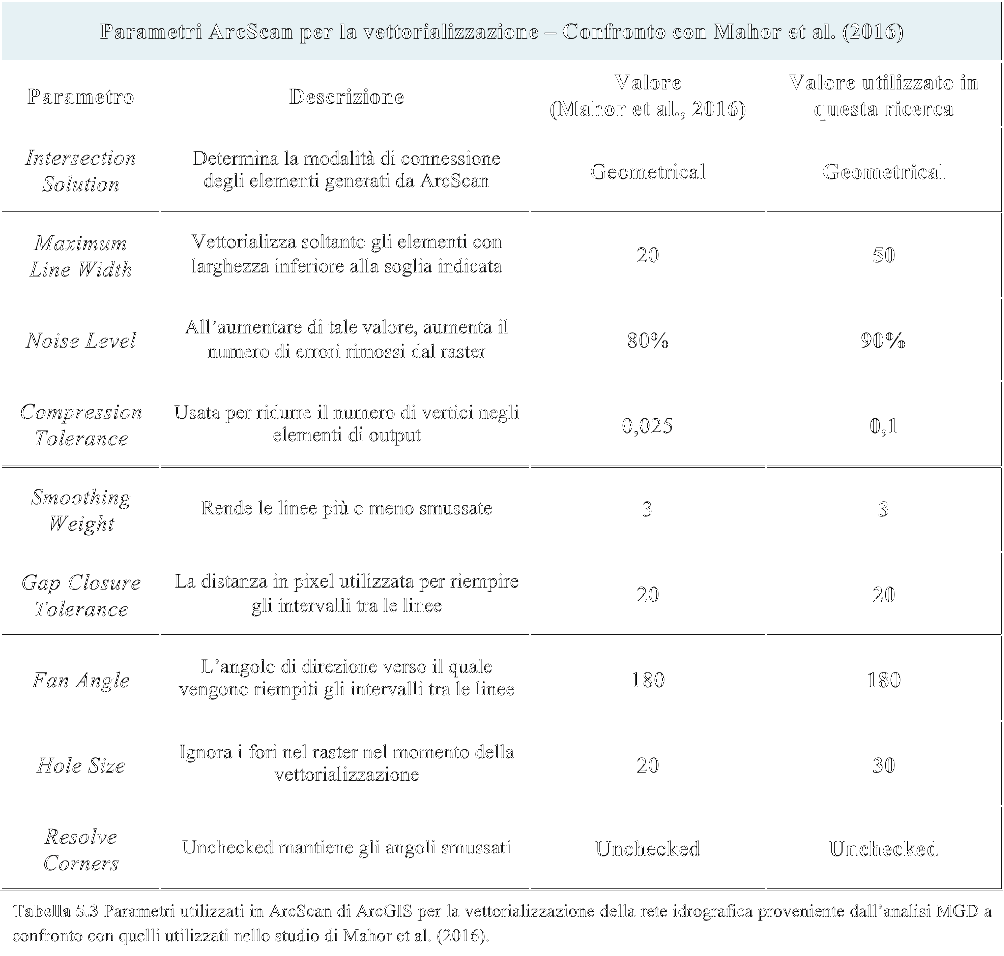 Parametri ArcScan per la vettorializzazione – Confronto con Mahor et al. (2016)
Parametro
Descrizione
Valore
(Mahor et al., 2016)
Valore utilizzato in
questa ricerca
Intersection
Solution
Determina la modalità di connessione
degli elementi generati da ArcScan
Geometrical
Geometrical
Maximum
Line Width
Vettorializza soltanto gli elementi con
larghezza inferiore alla soglia indicata
20
50
Noise Level
All'aumentare di tale valore, aumenta il
numero di errori rimossi dal raster
80%
90%
Compression
Tolerance
Usata per ridurre il numero di vertici negli
elementi di output
0,025
0,1
Smoothing
Weight
Rende le linee più o meno smussate
3
3
Gap Closure
Tolerance
La distanza in pixel utilizzata per riempire
gli intervalli tra le linee
20
20
Fan Angle
L'angolo di direzione verso il quale
vengono riempiti gli intervalli tra le linee
180
180
Hole Size
Ignora i fori nel raster nel momento della
vettorializzazione
20
30
Resolve
Corners
Unchecked mantiene gli angoli smussati
Unchecked
Unchecked
Tabella 5.3 Parametri utilizzati in ArcScan di ArcGIS per la vettorializzazione della rete idrografica proveniente dall'analisi MGD a
confronto con quelli utilizzati nello studio di Mahor et al. (2016).